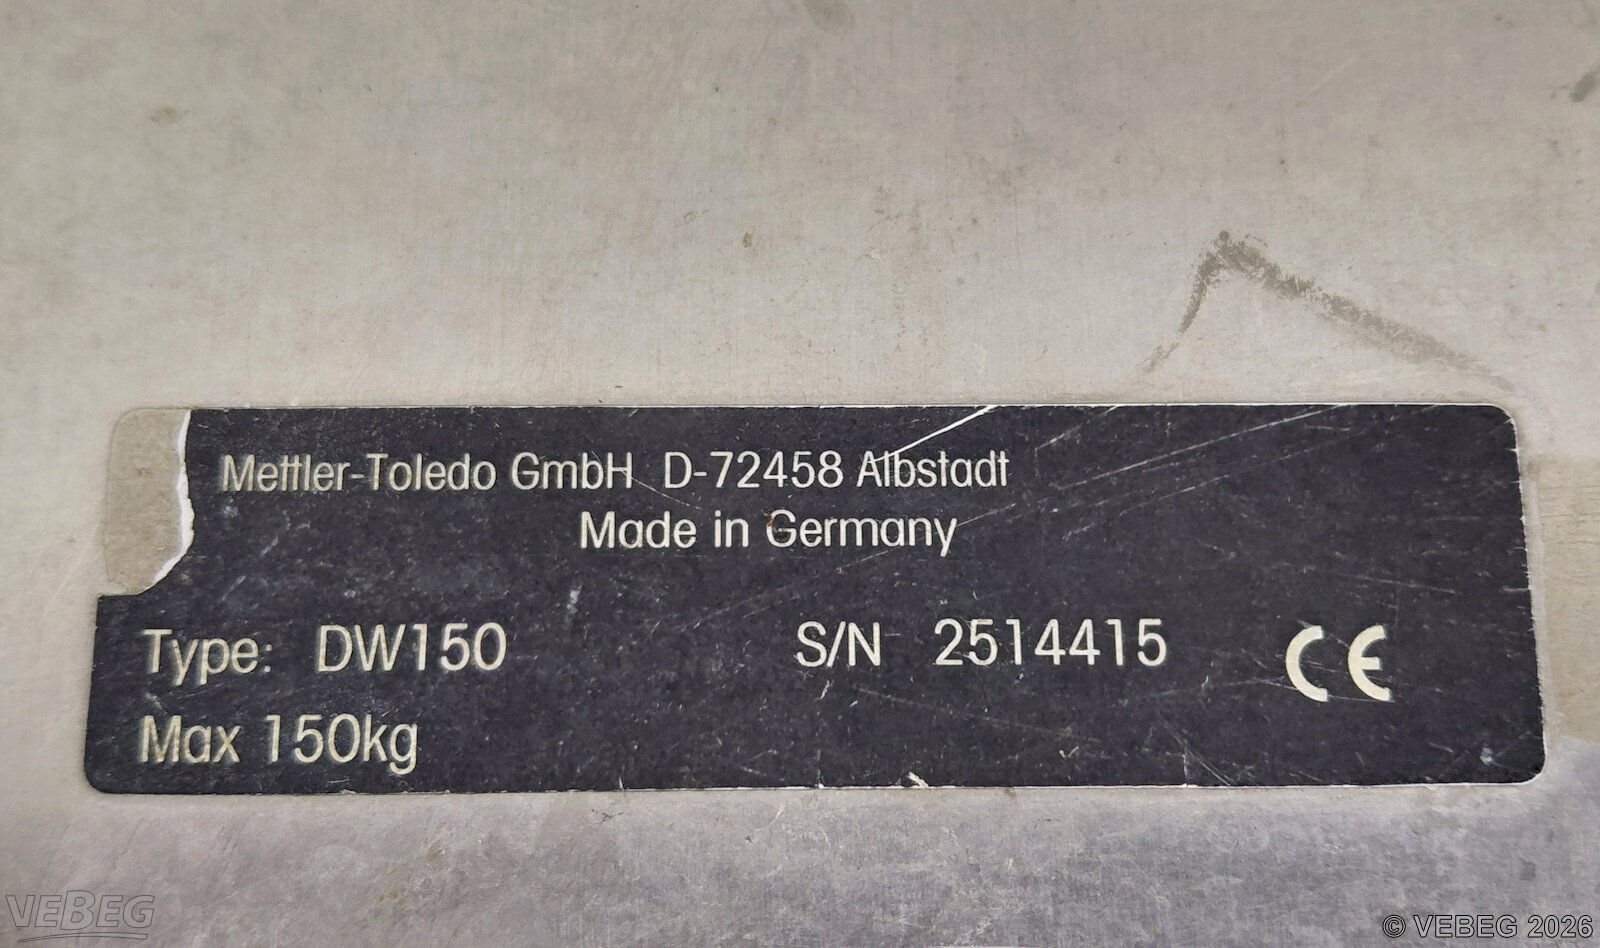 Mettler-Toledo GmbH D-72458 Albstadt
Made in Germany
Type: DW150 S/N 2514415 CE
Max 150kg
VEBEG © VEBEG 2026